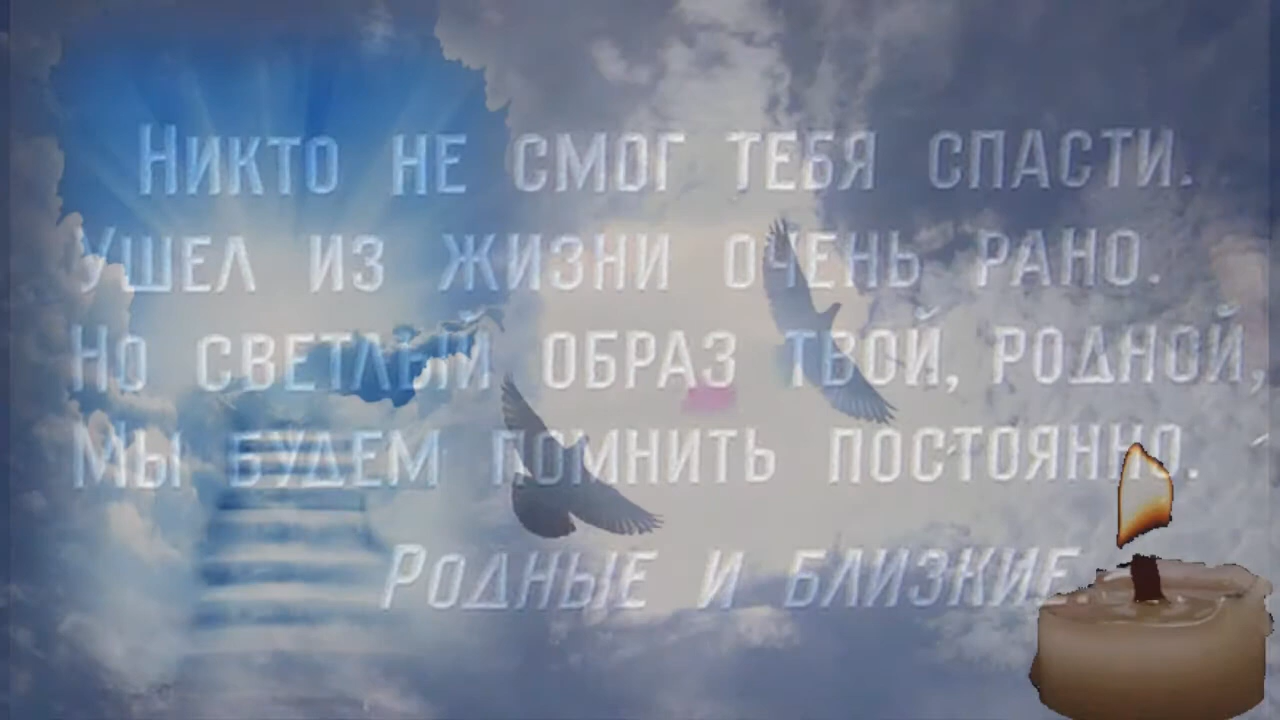 Никто не смог тебя спасти.
Ушел из жизни очень рано.
Но светлый образ твой, родной,
Мы будем помнить постоянно.
Родные и близкие.